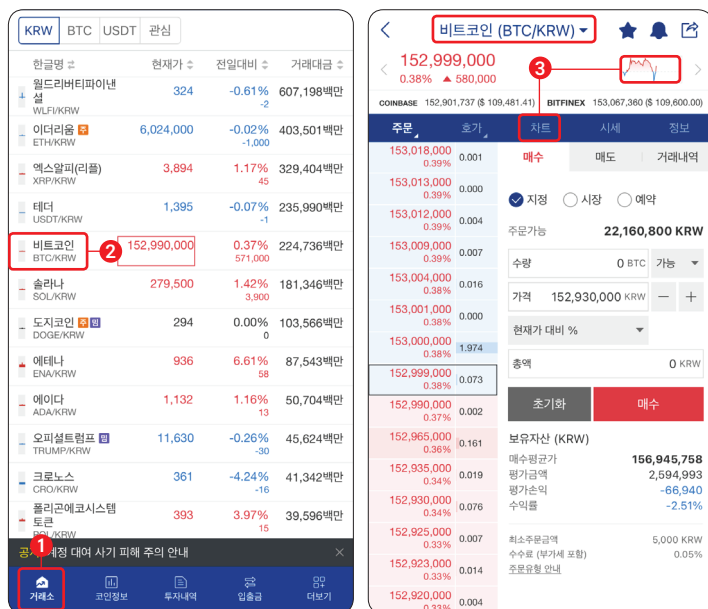 KRW BTC USDT 관심
한글명 현재가 전일대비 거래대금
월드리버티파이낸 324 -0.61% 607,198백만
셜 -2
WLFI/KRW
이더리움 주 6,024,000 -0.02% 403,501백만
ETH/KRW -1,000
엑스알피(리플) 3,894 1.17% 329,404백만
XRP/KRW 45
테더 1,395 -0.07% 235,990백만
USDT/KRW -1
비트코인 152,990,000 0.37% 224,736백만
BTC/KRW 571,000
2
솔라나 279,500 1.42% 181,346백만
SOL/KRW 3,900
도지코인 주 밈 294 0.00% 103,566백만
DOGE/KRW 0
에테나 936 6.61% 87,543백만
ENA/KRW 58
에이다 1,132 1.16% 50,704백만
ADA/KRW 13
오피셜트럼프 밈 11,630 -0.26% 45,624백만
TRUMP/KRW -30
크로노스 361 -4.24% 41,342백만
CRO/KRW -16
폴리곤에코시스템 393 3.97% 39,596백만
토큰 15
POL/KRW
1
공지 계정 대여 사기 피해 주의 안내 ×
거래소 코인정보 투자내역 입출금 더보기
비트코인 (BTC/KRW)
152,999,000
0.38% ▲ 580,000
3
COINBASE 152,901,737 ($ 109,481.41) BITFINEX 153,067,360 ($ 109,600.00)
주문 호가 차트 시세 정보
153,018,000 0.001
0.39%
153,013,000 0.000
0.39%
153,012,000 0.004
0.39%
153,009,000 0.007
0.39%
153,004,000 0.016
0.38%
153,001,000 0.000
0.38%
153,000,000 1.974
0.38%
152,999,000 0.073
0.38%
152,990,000 0.002
0.37%
152,965,000 0.161
0.36%
152,935,000 0.019
0.34%
152,930,000 0.076
0.34%
152,925,000 0.007
0.33%
152,923,000 0.014
0.33%
152,920,000 0.004
0.33%
매수 매도 거래내역
지정 시장 예약
주문가능 22,160,800 KRW
수량 0 BTC 가능
가격 152,930,000 KRW — +
현재가 대비 %
총액 0 KRW
초기화 매수
보유자산 (KRW)
매수평균가 156,945,758
평가금액 2,594,993
평가손익 -66,940
수익률 -2.51%
최소주문금액 5,000 KRW
수수료 (부가세 포함) 0.05%
주문유형 안내